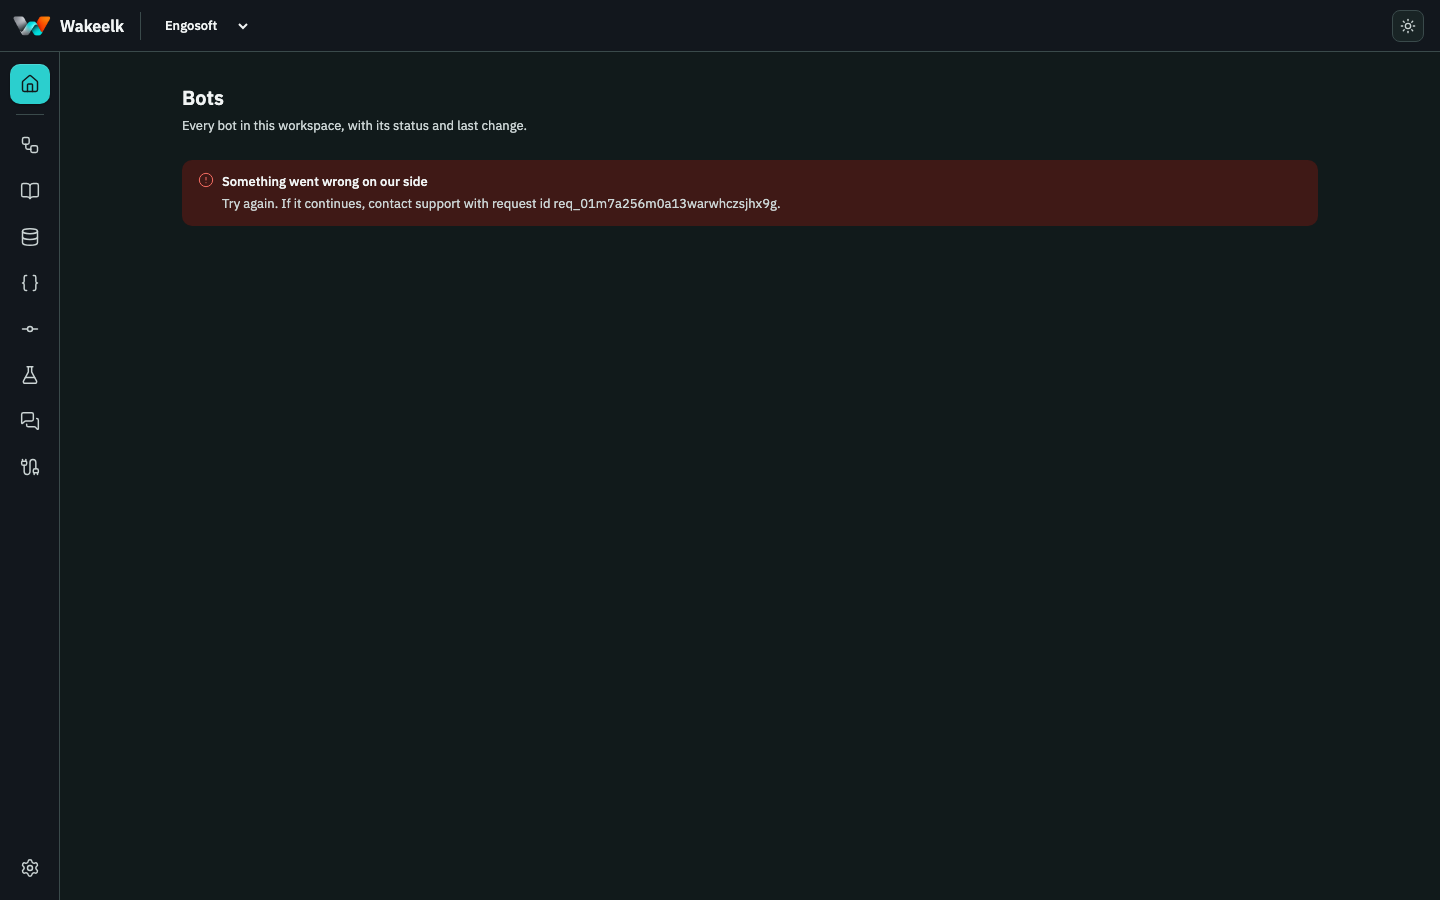 Wakeelk
Engosoft
Bots
Every bot in this workspace, with its status and last change.
Something went wrong on our side
Try again. If it continues, contact support with request id req_01m7a256m0a13warwhczsjhx9g.